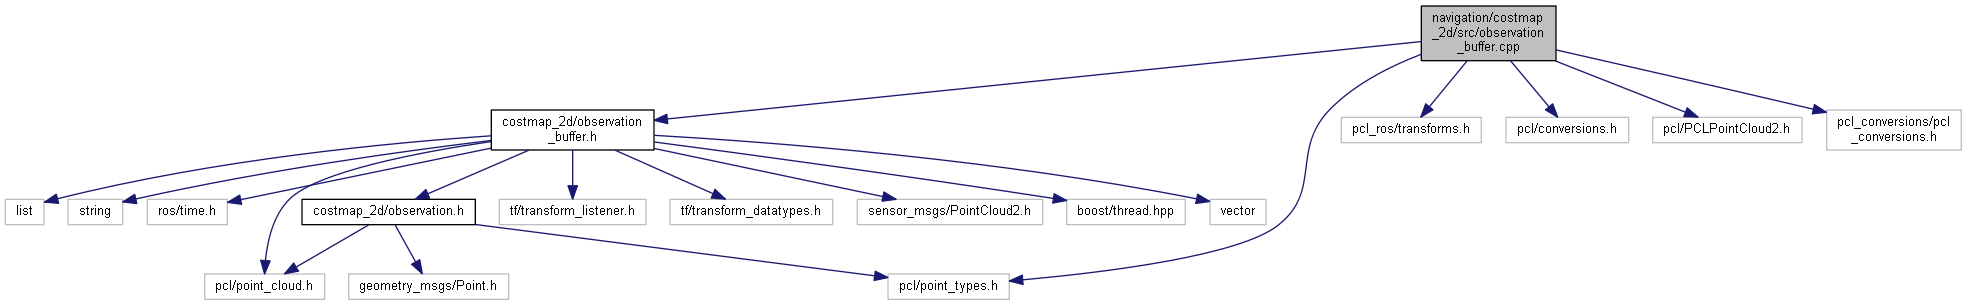 navigation/costmap
_2d/src/observation
_buffer.cpp
costmap_2d/observation
_buffer.h
pcl_ros/transforms.h
pcl/conversions.h
pcl/PCLPointCloud2.h
pcl_conversions/pcl
_conversions.h
list
string
ros/time.h
costmap_2d/observation.h
tf/transform_listener.h
tf/transform_datatypes.h
sensor_msgs/PointCloud2.h
boost/thread.hpp
vector
pcl/point_cloud.h
geometry_msgs/Point.h
pcl/point_types.h